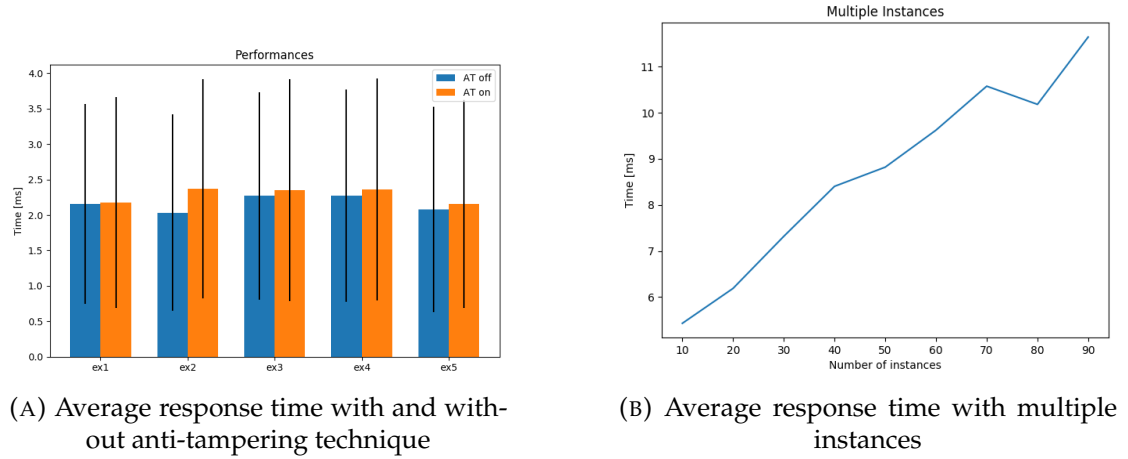 Performances
AT off
AT on
Time [ms]
4.0
3.5
3.0
2.5
2.0
1.5
1.0
0.5
0.0
ex1 ex2 ex3 ex4 ex5
(A) Average response time with and with-
out anti-tampering technique
Multiple Instances
Time [ms]
11
10
9
8
7
6
10 20 30 40 50 60 70 80 90
Number of instances
(B) Average response time with multiple
instances